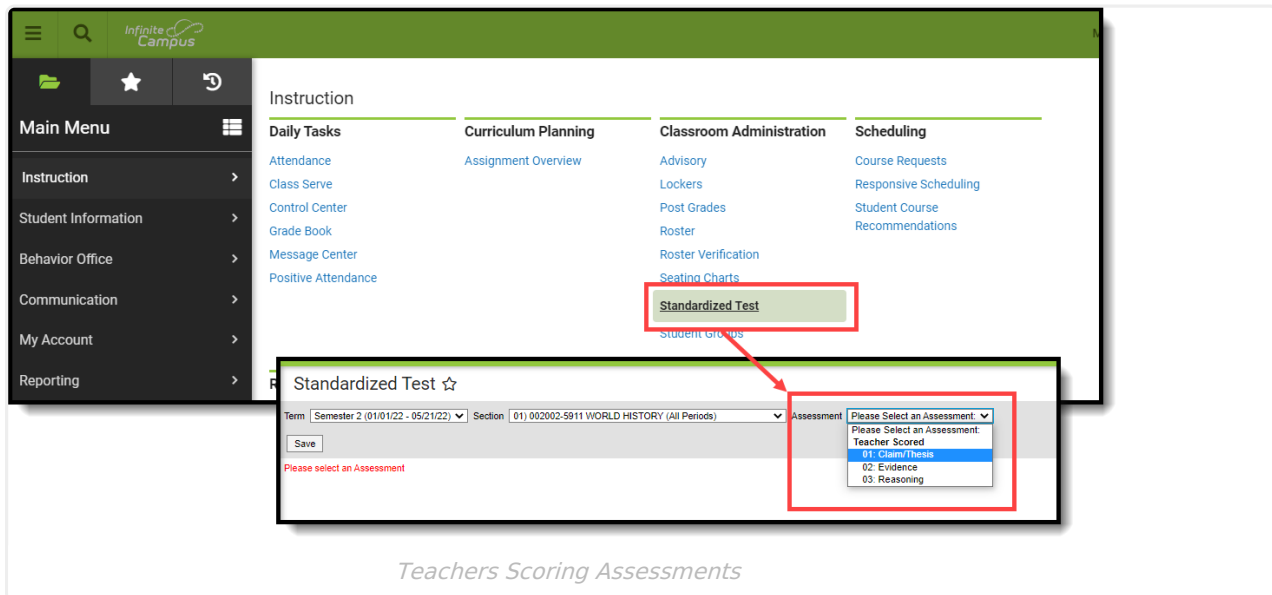 Infinite
Campus
M
Main Menu
Instruction
Student Information
Behavior Office
Communication
My Account
Reporting
Instruction
Daily Tasks
Attendance
Class Serve
Control Center
Grade Book
Message Center
Positive Attendance
Curriculum Planning
Assignment Overview
Classroom Administration
Advisory
Lockers
Post Grades
Roster
Roster Verification
Seating Charts
Standardized Test
Student Groups
Scheduling
Course Requests
Responsive Scheduling
Student Course
Recommendations
R
Standardized Test
Term Semester 2 (01/01/22 - 05/21/22) Section 01) 002002-5911 WORLD HISTORY (All Periods) Assessment Please Select an Assessment:
Please Select an Assessment:
Teacher Scored
01: Claim/Thesis
02: Evidence
03: Reasoning
Save
Please select an Assessment
Teachers Scoring Assessments